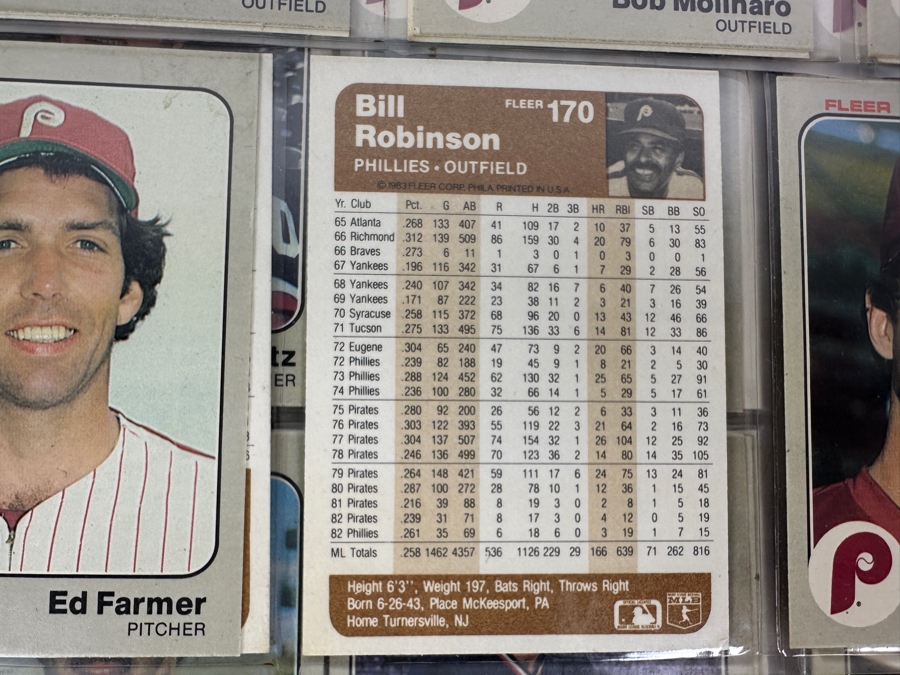 OUTFIELD
Bob Molinaro
OUTFIELD
Bill
Robinson
FLEER 170
PHILLIES • OUTFIELD
© 1983 FLEER CORP. PHILA. PRINTED IN U.S.A.
Yr. Club Pct. G AB R H 2B 3B HR RBI SB BB SO
65 Atlanta .268 133 407 41 109 17 2 10 37 5 13 55
66 Richmond .312 139 509 86 159 30 4 20 79 6 30 83
66 Braves .273 6 11 1 3 0 1 0 3 0 0 1
67 Yankees .196 116 342 31 67 6 1 7 29 2 28 56
68 Yankees .240 107 342 34 82 16 7 6 40 7 26 54
69 Yankees .171 87 222 23 38 11 2 3 21 3 16 39
70 Syracuse .258 115 372 68 96 20 0 13 43 12 46 66
71 Tucson .275 133 495 75 136 33 6 14 81 12 33 86
72 Eugene .304 65 240 47 73 9 2 20 66 3 14 40
72 Phillies .239 82 188 19 45 9 1 8 21 2 5 30
73 Phillies .288 124 452 62 130 32 1 25 65 5 27 91
74 Phillies .236 100 280 32 66 14 1 5 29 5 17 61
75 Pirates .280 92 200 26 56 12 2 6 33 3 11 36
76 Pirates .303 122 393 55 119 22 3 21 64 2 16 73
77 Pirates .304 137 507 74 154 32 1 26 104 12 25 92
78 Pirates .246 136 499 70 123 36 2 14 80 14 35 105
79 Pirates .264 148 421 59 111 17 6 24 75 13 24 81
80 Pirates .287 100 272 28 78 10 1 12 36 1 15 45
81 Pirates .216 39 88 8 19 3 0 2 8 1 5 18
82 Pirates .239 31 71 8 17 3 0 4 12 0 5 19
82 Phillies .261 35 69 6 18 6 0 3 19 1 7 15
ML Totals .258 1462 4357 536 1126 229 29 166 639 71 262 816
Height 6'3'', Weight 197, Bats Right, Throws Right
Born 6-26-43, Place McKeesport, PA
Home Turnersville, NJ
MLB
Ed Farmer
PITCHER
tz
ER
FLEER